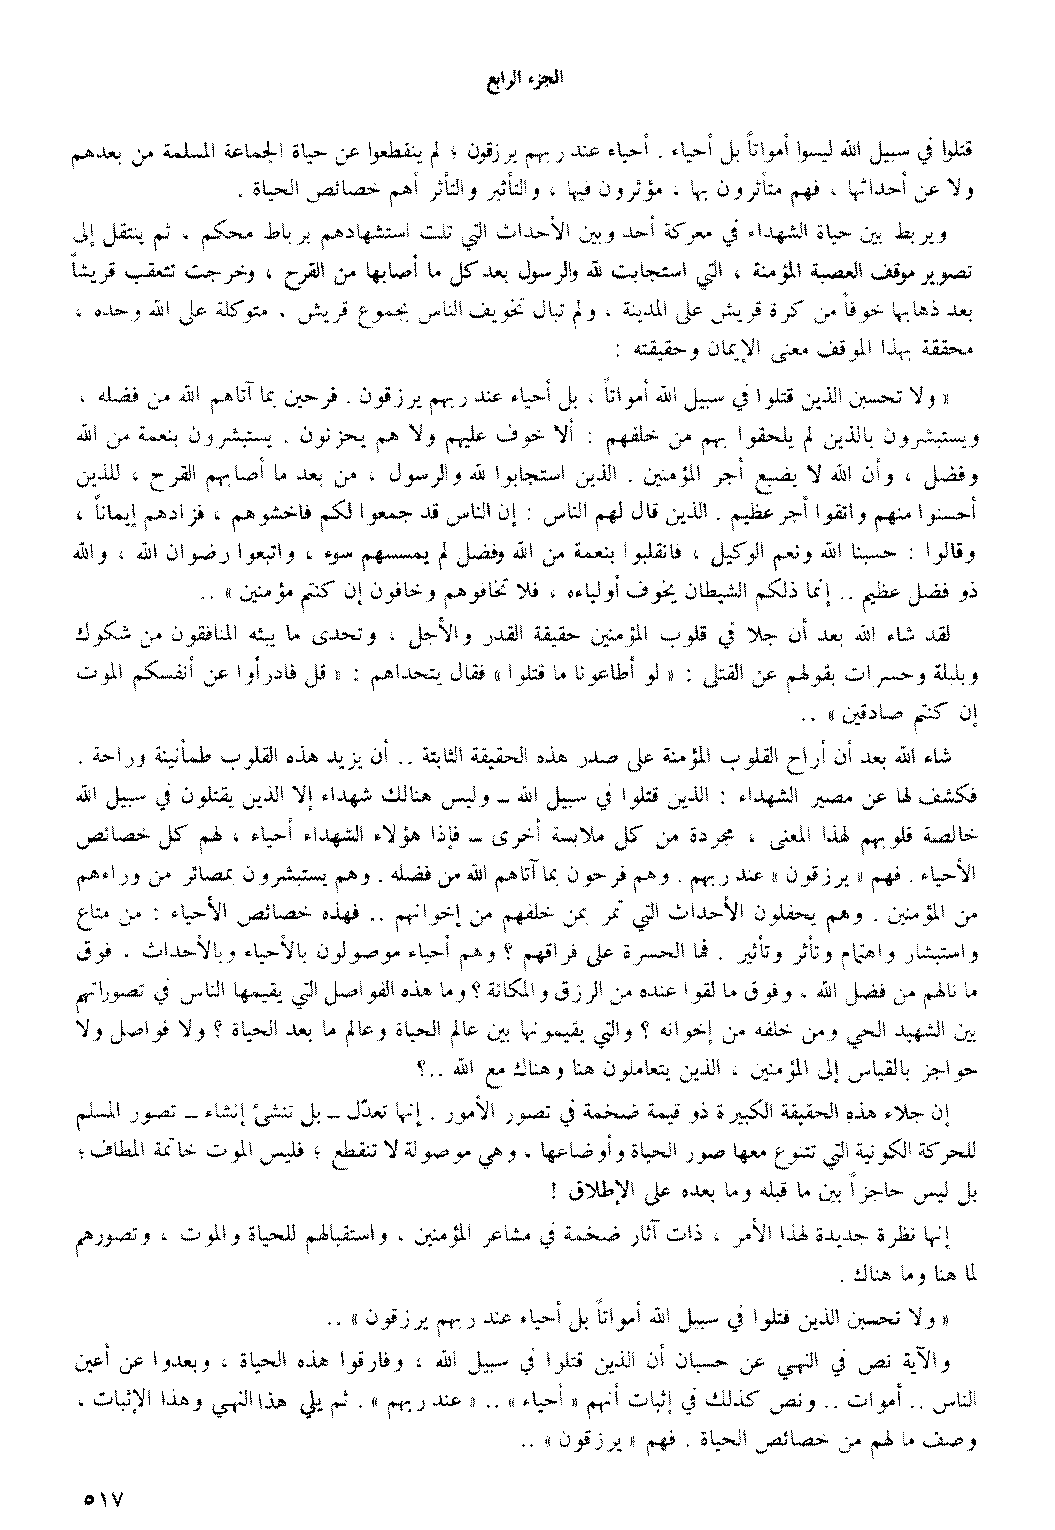 الجزء الرابع
قتلوا في سبيل الله ليسوا أمواتاً بل أحياء . أحياء عند ربهم يرزقون ؛ لم ينقطعوا عن حياة الجماعة المسلمة من بعدهم
ولا عن أحداثها ، فهم متأثرون بها ، مؤثرون فيها ، والتأثير والتأثر أهم خصائص الحياة .
ويربط بين حياة الشهداء في معركة أحد وبين الأحداث التي تلت استشهادهم برباط محكم . ثم ينتقل إلى
تصوير موقف العصبة المؤمنة ، التي استجابت لله والرسول بعد كل ما أصابها من القرح ، وخرجت تتعقب قريشاً
بعد ذهابها خوفاً من كرة قريش على المدينة ، ولم تبال تخويف الناس بجموع قريش . متوكلة على الله وحده ،
محققة بهذا الموقف معنى الإيمان وحقيقته :
« ولا تحسبن الذين قتلوا في سبيل الله أمواتاً ، بل أحياء عند ربهم يرزقون . فرحين بما آتاهم الله من فضله ،
ويستبشرون بالذين لم يلحقوا بهم من خلفهم : ألا خوف عليهم ولا هم يحزنون . يستبشرون بنعمة من الله
وفضل ، وأن الله لا يضيع أجر المؤمنين . الذين استجابوا لله والرسول ، من بعد ما أصابهم القرح ، للذين
أحسنوا منهم واتقوا أجر عظيم . الذين قال لهم الناس : إن الناس قد جمعوا لكم فاخشوهم ، فزادهم إيماناً ،
وقالوا : حسبنا الله ونعم الوكيل ، فانقلبوا بنعمة من الله وفضل لم يمسسهم سوء ، واتبعوا رضوان الله ، والله
ذو فضل عظيم .. إنما ذلكم الشيطان يخوف أولياءه ، فلا تخافوهم وخافون إن كنتم مؤمنين » ..
لقد شاء الله بعد أن جلا في قلوب المؤمنين حقيقة القدر والأجل ، وتحدى ما يبثه المنافقون من شكوك
وبلبلة وحسرات بقولهم عن القتلى : « لو أطاعونا ما قتلوا » فقال يتحداهم : « قل فادرأوا عن أنفسكم الموت
إن كنتم صادقين » ..
شاء الله بعد أن أراح القلوب المؤمنة على صدر هذه الحقيقة الثابتة .. أن يزيد هذه القلوب طمأنينة وراحة .
فكشف لها عن مصير الشهداء : الذين قتلوا في سبيل الله – وليس هنالك شهداء إلا الذين يقتلون في سبيل الله
خالصة قلوبهم لهذا المعنى ، مجردة من كل ملابسة أخرى – فإذا هؤلاء الشهداء أحياء ، لهم كل خصائص
الأحياء . فهم « يرزقون » عند ربهم . وهم فرحون بما آتاهم الله من فضله . وهم يستبشرون بمصائر من وراءهم
من المؤمنين . وهم يحفلون الأحداث التي تمر بمن خلفهم من إخوانهم .. فهذه خصائص الأحياء : من متاع
واستبشار واهتمام وتأثر وتأثير . فما الحسرة على فراقهم ؟ وهم أحياء موصولون بالأحياء وبالأحداث . فوق
ما نالهم من فضل الله ، وفوق ما لقوا عنده من الرزق والمكانة ؟ وما هذه الفواصل التي يقيمها الناس في تصوراتهم
بين الشهيد الحي ومن خلفه من إخوانه ؟ والتي يقيمونها بين عالم الحياة وعالم ما بعد الحياة ؟ ولا فواصل ولا
حواجز بالقياس إلى المؤمنين ، الذين يتعاملون هنا وهناك مع الله ..؟
إن جلاء هذه الحقيقة الكبيرة ذو قيمة ضخمة في تصور الأمور . إنها تعدّل – بل تنشئ إنشاء – تصور المسلم
للحركة الكونية التي تتنوع معها صور الحياة وأوضاعها ، وهي موصولة لا تنقطع ؛ فليس الموت خاتمة المطاف ؛
بل ليس حاجزاً بين ما قبله وما بعده على الإطلاق !
إنها نظرة جديدة لهذا الأمر ، ذات آثار ضخمة في مشاعر المؤمنين ، واستقبالهم للحياة والموت ، وتصورهم
لما هنا وما هناك .
« ولا تحسبن الذين قتلوا في سبيل الله أمواتاً بل أحياء عند ربهم يرزقون » ..
والآية نص في النهي عن حسبان أن الذين قتلوا في سبيل الله ، وفارقوا هذه الحياة ، وبعدوا عن أعين
الناس .. أموات .. ونص كذلك في إثبات أنهم « أحياء » .. « عند ربهم » . ثم يلي هذا النهي وهذا الإثبات ،
وصف ما لهم من خصائص الحياة . فهم « يرزقون » ..
٥١٧